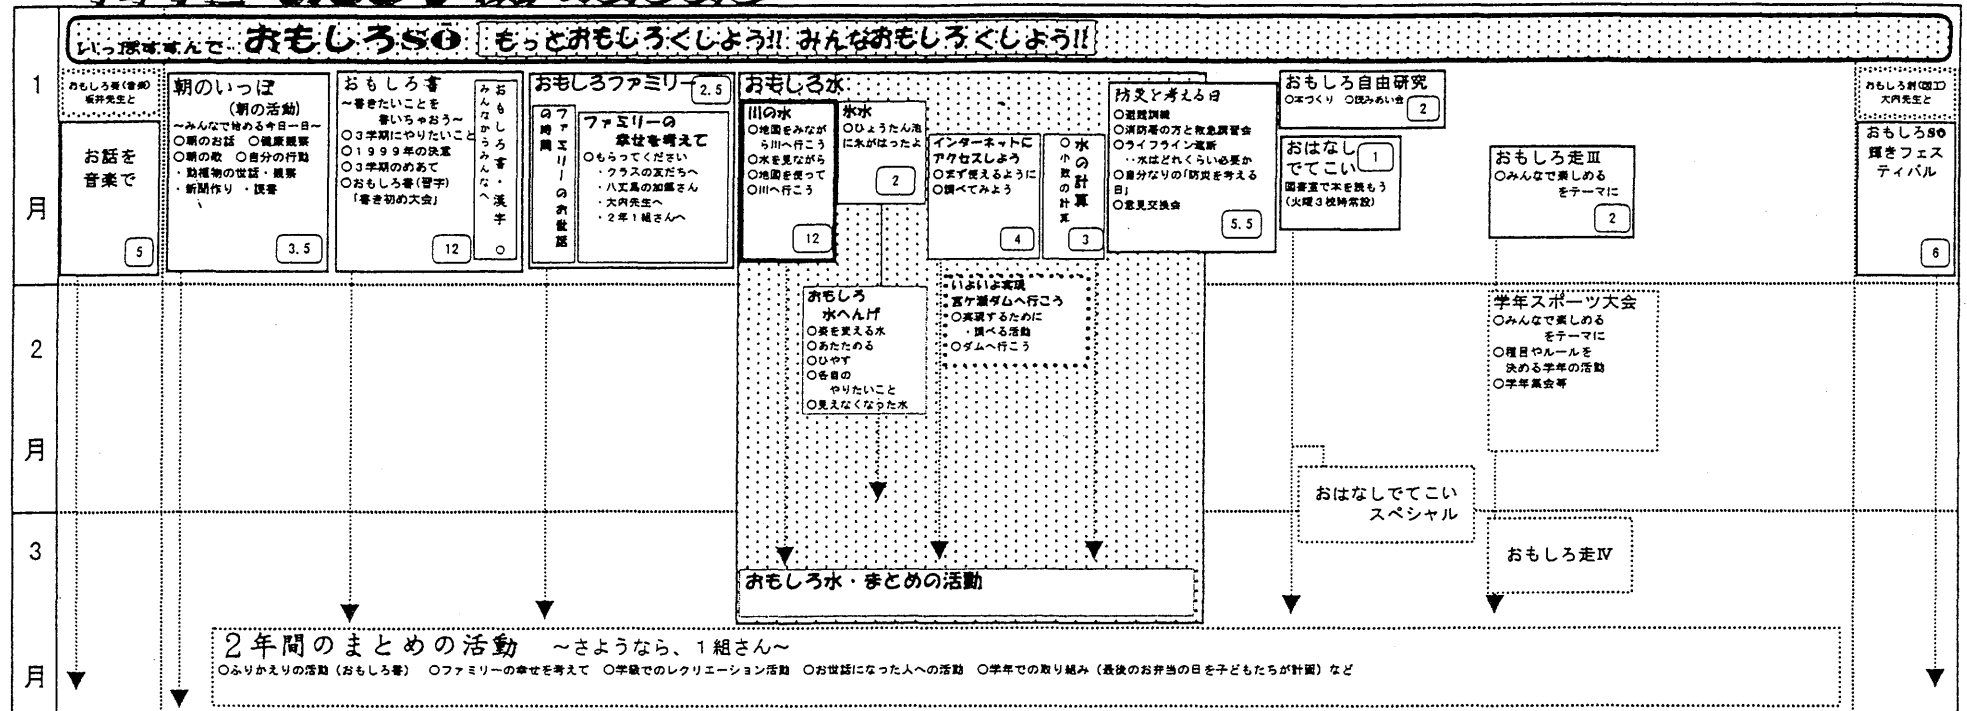 いっぽすすんで おもしろSO もっとおもしろくしよう!! みんなおもしろくしよう!!
1
月
2
月
3
月
おもしろ奏(音楽)
坂井先生と
お話を
音楽で
5
朝のいっぽ
(朝の活動)
〜みんなで始める今日一日〜
○朝のお話 ○健康観察
○朝の歌 ○自分の行動
・動植物の世話・観察
・新聞作り ・読書
3.5
おもしろ書
〜書きたいことを
書いちゃおう〜
○3学期にやりたいこと
○1999年の決意
○3学期のめあて
○おもしろ書(習字)
「書き初め大会」
12
おもしろ書・漢字 ○
みんなからみんなへ
おもしろファミリー
2.5
ファミリーのお世話
の時間
ファミリーの
幸せを考えて
○もらってください
・クラスの友だちへ
・八丈島の加藤さん
・大内先生へ
・2年1組さんへ
おもしろ水
川の水
○地図をみなが
ら川へ行こう
○水を見ながら
○地図を使って
○川へ行こう
12
氷水
○ひょうたん池
に氷がはったよ
2
インターネットに
アクセスしよう
○まず使えるように
○調べてみよう
4
水の計算
○小数の計算
3
防災と考える日
○避難訓練
○消防署の方と救急講習会
○ライフライン遮断
・・水はどれくらい必要か
○自分なりの「防災を考える
日」
○意見交換会
5.5
おもしろ自由研究
○本づくり ○読みあい会
2
おはなし
でてこい
1
図書室で本を読もう
(火曜3校時常設)
おもしろ走Ⅲ
○みんなで楽しめる
をテーマに
2
おもしろ創(図工)
大内先生と
おもしろSO
輝きフェス
ティバル
6
おもしろ
水へんげ
○姿を変える水
○あたためる
○ひやす
○各自の
やりたいこと
○見えなくなった水
いよいよ実現
宮ケ瀬ダムへ行こう
○実現するために
・調べる活動
○ダムへ行こう
学年スポーツ大会
○みんなで楽しめる
をテーマに
○種目やルールを
決める学年の活動
○学年集会等
おはなしでてこい
スペシャル
おもしろ走Ⅳ
おもしろ水・まとめの活動
2年間のまとめの活動 〜さようなら、1組さん〜
○ふりかえりの活動(おもしろ書) ○ファミリーの幸せを考えて ○学級でのレクリエーション活動 ○お世話になった人への活動 ○学年での取り組み(最後のお弁当の日を子どもたちが計画)など